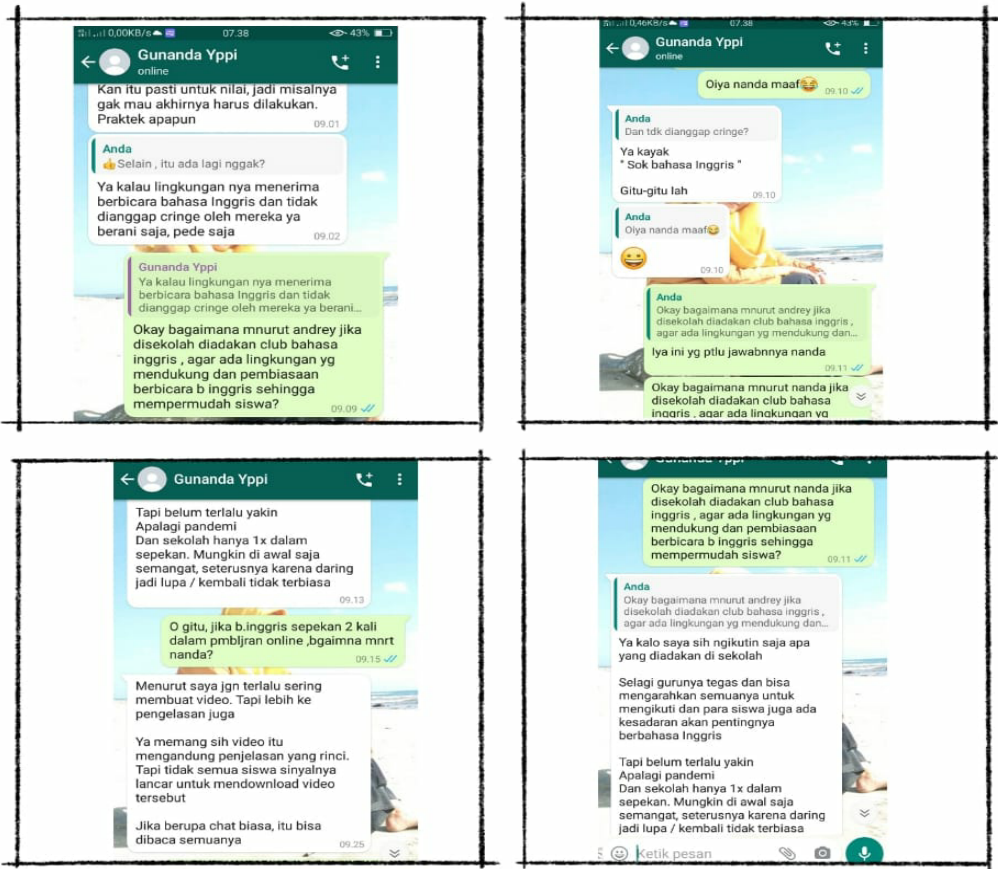 0,00KB/s 07.38 43%
Gunanda Yppi
online
Kan itu pasti untuk nilai, jadi misalnya
gak mau akhirnya harus dilakukan.
Praktek apapun
09.01
Anda
👍Selain , itu ada lagi nggak?
Ya kalau lingkungan nya menerima
berbicara bahasa Inggris dan tidak
dianggap cringe oleh mereka ya
berani saja, pede saja
09.02
Gunanda Yppi
Ya kalau lingkungan nya menerima
berbicara bahasa Inggris dan tidak
dianggap cringe oleh mereka ya berani...
Okay bagaimana mnurut andrey jika
disekolah diadakan club bahasa
inggris , agar ada lingkungan yg
mendukung dan pembiasaan
berbicara b inggris sehingga
mempermudah siswa?
09.09
0,46KB/s 07.38 43%
Gunanda Yppi
online
Oiya nanda maaf😂
09.10
Anda
Dan tdk dianggap cringe?
Ya kayak
" Sok bahasa Inggris "
Gitu-gitu lah
09.10
Anda
Oiya nanda maaf😂
😀
09.10
Anda
Okay bagaimana mnurut andrey jika
disekolah diadakan club bahasa inggris ,
agar ada lingkungan yg mendukung dan...
Iya ini yg ptlu jawabnnya nanda
09.11
Okay bagaimana mnurut nanda jika
disekolah diadakan club bahasa
inggris , agar ada lingkungan yg
Gunanda Yppi
Tapi belum terlalu yakin
Apalagi pandemi
Dan sekolah hanya 1x dalam
sepekan. Mungkin di awal saja
semangat, seterusnya karena daring
jadi lupa / kembali tidak terbiasa
09.13
O gitu, jika b.inggris sepekan 2 kali
dalam pmbljran online ,bgaimna mnrt
nanda?
09.15
Menurut saya jgn terlalu sering
membuat video. Tapi lebih ke
pengelasan juga
Ya memang sih video itu
mengandung penjelasan yang rinci.
Tapi tidak semua siswa sinyalnya
lancar untuk mendownload video
tersebut
Jika berupa chat biasa, itu bisa
dibaca semuanya
09.25
Gunanda Yppi
Okay bagaimana mnurut nanda jika
disekolah diadakan club bahasa
inggris , agar ada lingkungan yg
mendukung dan pembiasaan
berbicara b inggris sehingga
mempermudah siswa?
09.11
Anda
Okay bagaimana mnurut andrey jika
disekolah diadakan club bahasa inggris ,
agar ada lingkungan yg mendukung dan...
Ya kalo saya sih ngikutin saja apa
yang diadakan di sekolah
Selagi gurunya tegas dan bisa
mengarahkan semuanya untuk
mengikuti dan para siswa juga ada
kesadaran akan pentingnya
berbahasa Inggris
Tapi belum terlalu yakin
Apalagi pandemi
Dan sekolah hanya 1x dalam
sepekan. Mungkin di awal saja
semangat, seterusnya karena daring
jadi lupa / kembali tidak terbiasa
Ketik pesan